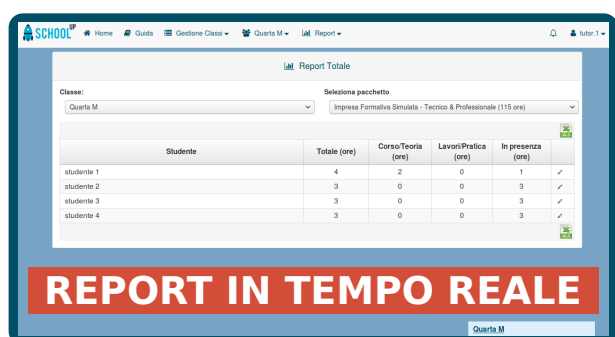 SCHOOL UP Home Guida Gestione Classi Quarta M Report tutor.1
Report Totale
Classe: Seleziona pacchetto
Quarta M Impresa Formativa Simulata - Tecnico & Professionale (115 ore)
XLS
Studente Totale (ore) Corso/Teoria (ore) Lavori/Pratica (ore) In presenza (ore)
studente 1 4 2 0 1
studente 2 3 0 0 3
studente 3 3 0 0 3
studente 4 3 0 0 3
XLS
REPORT IN TEMPO REALE
Quarta M